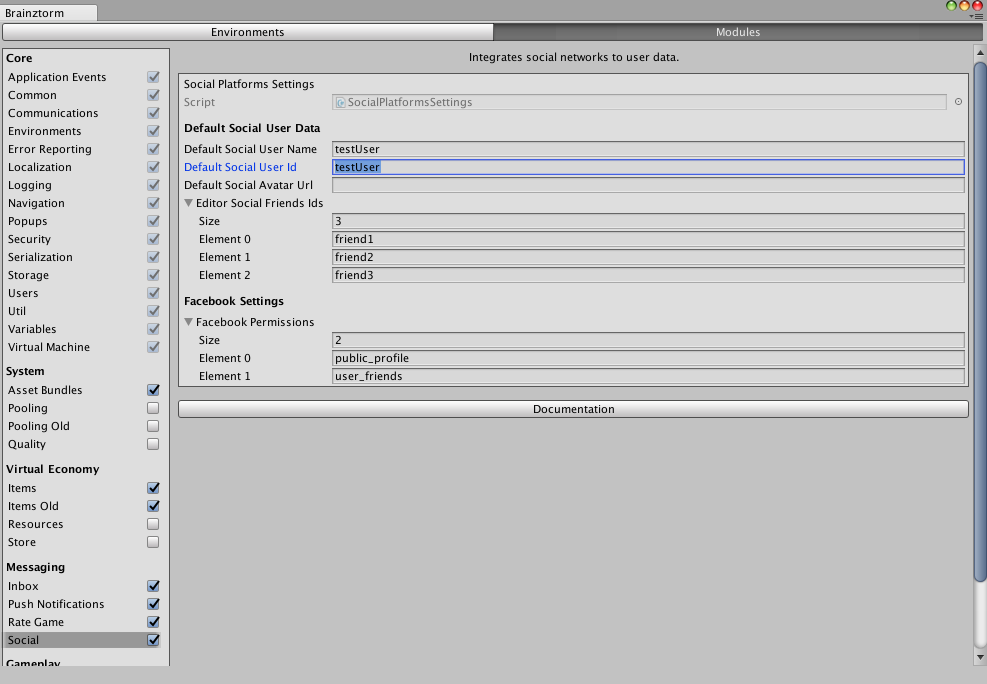 Brainztorm
Environments
Modules
Core
Application Events
Common
Communications
Environments
Error Reporting
Localization
Logging
Navigation
Popups
Security
Serialization
Storage
Users
Util
Variables
Virtual Machine
System
Asset Bundles
Pooling
Pooling Old
Quality
Virtual Economy
Items
Items Old
Resources
Store
Messaging
Inbox
Push Notifications
Rate Game
Social
Gameplay
Integrates social networks to user data.
Social Platforms Settings
Script SocialPlatformsSettings
Default Social User Data
Default Social User Name testUser
Default Social User Id testUser
Default Social Avatar Url
Editor Social Friends Ids
Size 3
Element 0 friend1
Element 1 friend2
Element 2 friend3
Facebook Settings
Facebook Permissions
Size 2
Element 0 public_profile
Element 1 user_friends
Documentation